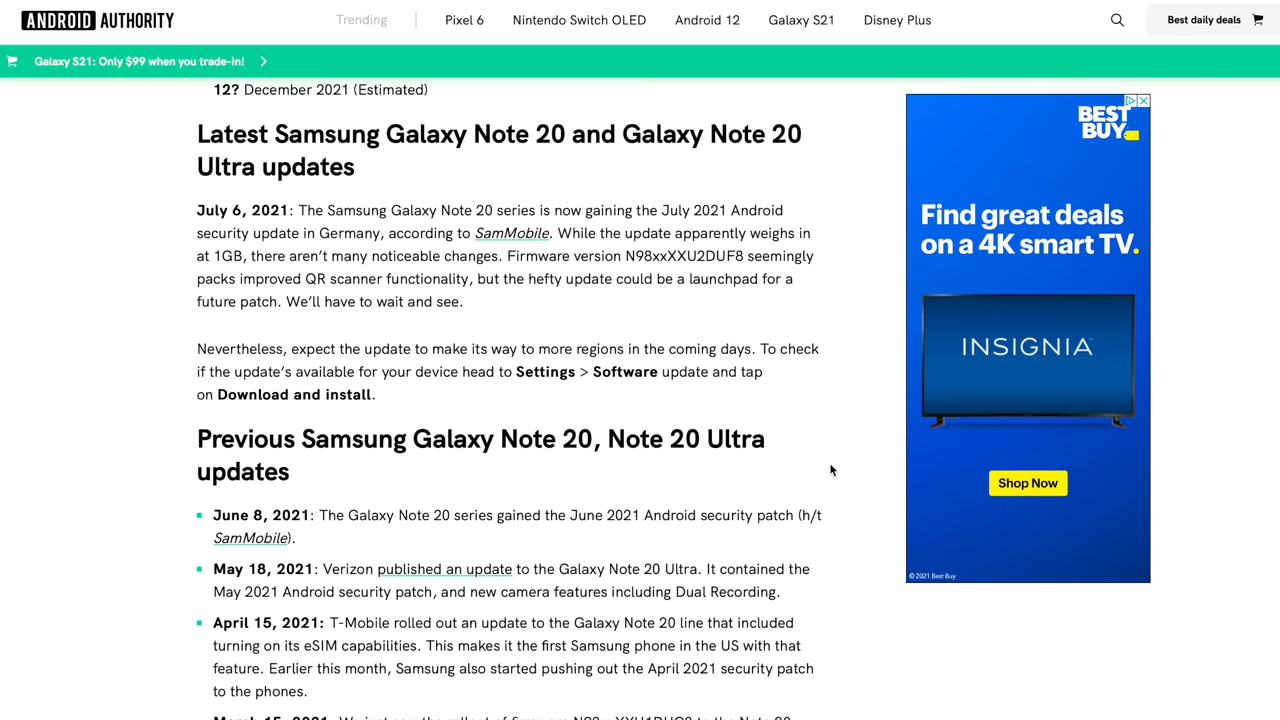 ANDROID AUTHORITY
Trending
Pixel 6
Nintendo Switch OLED
Android 12
Galaxy S21
Disney Plus
Best daily deals
Galaxy S21: Only $99 when you trade-in!
12? December 2021 (Estimated)
Latest Samsung Galaxy Note 20 and Galaxy Note 20
Ultra updates
July 6, 2021: The Samsung Galaxy Note 20 series is now gaining the July 2021 Android
security update in Germany, according to SamMobile. While the update apparently weighs in
at 1GB, there aren’t many noticeable changes. Firmware version N98xxXXU2DUF8 seemingly
packs improved QR scanner functionality, but the hefty update could be a launchpad for a
future patch. We’ll have to wait and see.
Nevertheless, expect the update to make its way to more regions in the coming days. To check
if the update’s available for your device head to Settings > Software update and tap
on Download and install.
Previous Samsung Galaxy Note 20, Note 20 Ultra
updates
June 8, 2021: The Galaxy Note 20 series gained the June 2021 Android security patch (h/t
SamMobile).
May 18, 2021: Verizon published an update to the Galaxy Note 20 Ultra. It contained the
May 2021 Android security patch, and new camera features including Dual Recording.
April 15, 2021: T-Mobile rolled out an update to the Galaxy Note 20 line that included
turning on its eSIM capabilities. This makes it the first Samsung phone in the US with that
feature. Earlier this month, Samsung also started pushing out the April 2021 security patch
to the phones.
BEST
BUY
Find great deals
on a 4K smart TV.
INSIGNIA
Shop Now
© 2021 Best Buy